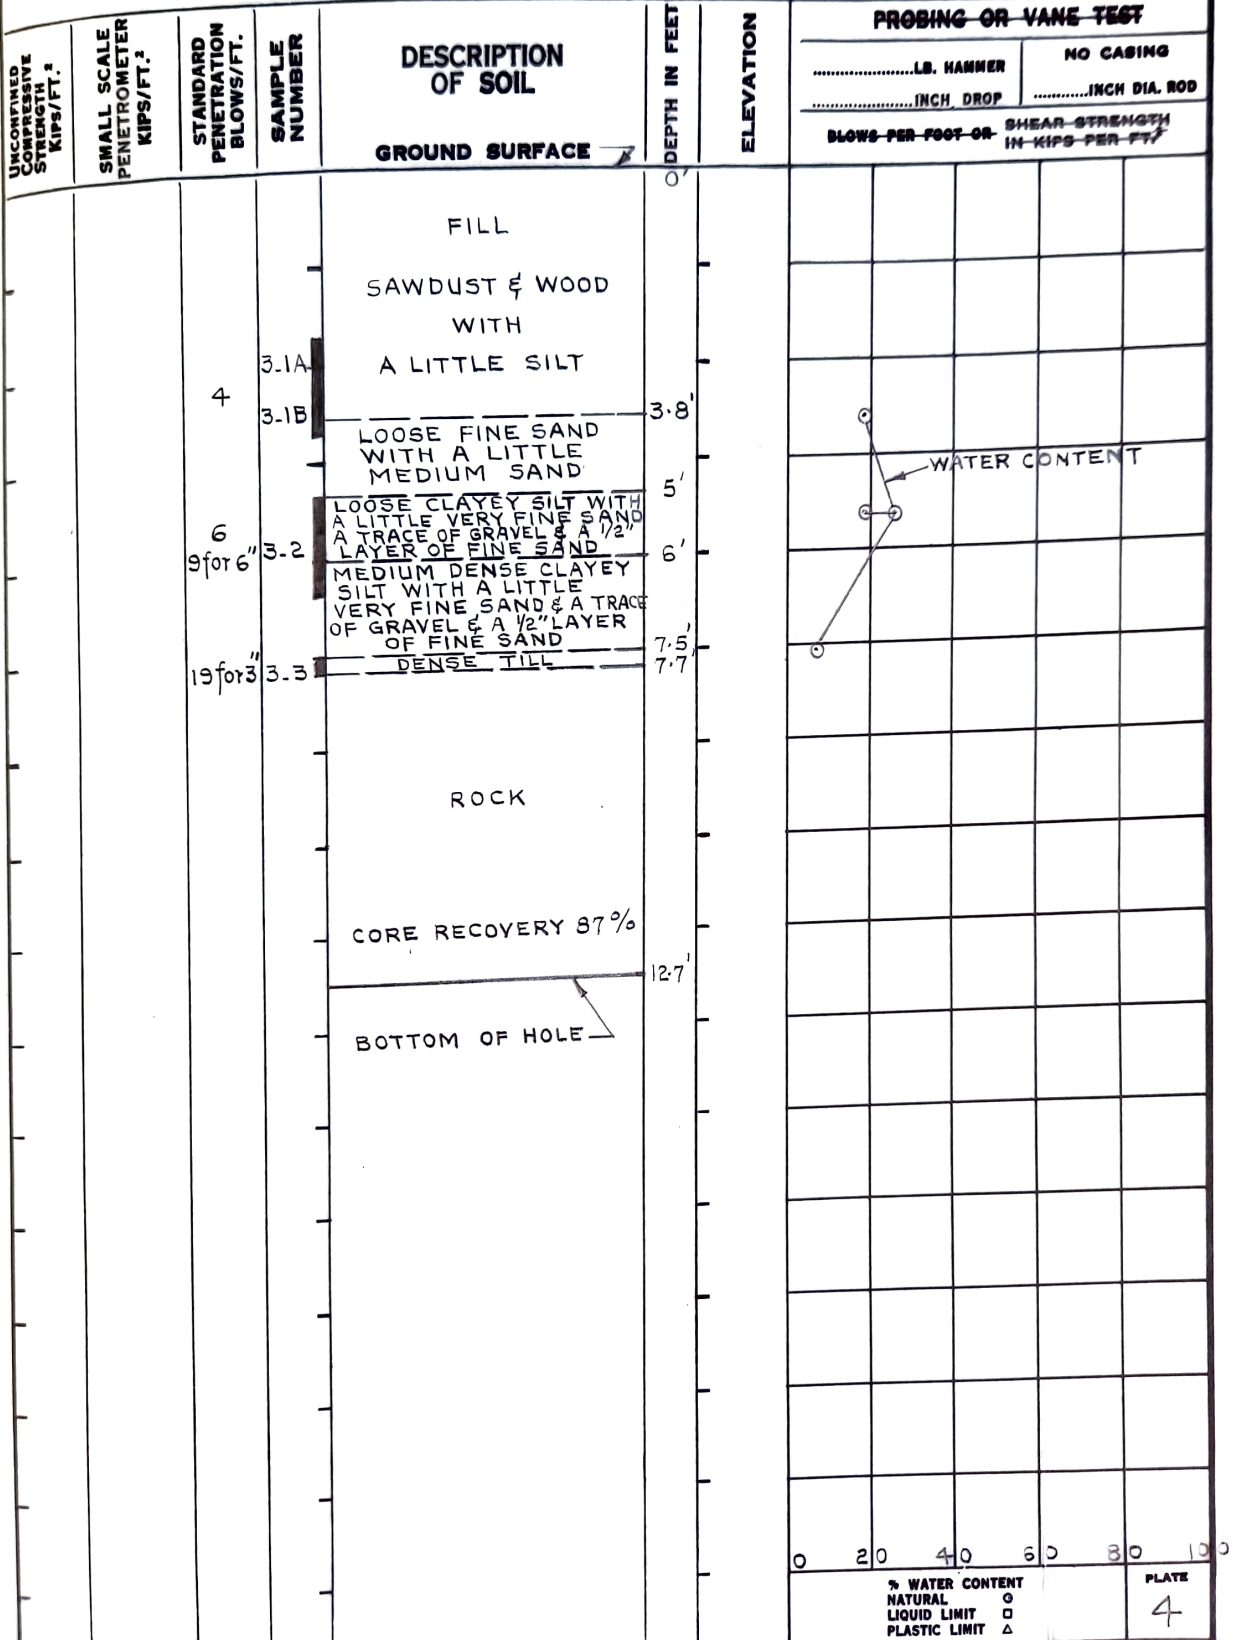 UNCONFINED
COMPRESSIVE
STRENGTH
KIPS/FT.²
SMALL SCALE
PENETROMETER
KIPS/FT.²
STANDARD
PENETRATION
BLOWS/FT.
SAMPLE
NUMBER
DESCRIPTION
OF SOIL
GROUND SURFACE
DEPTH IN FEET
ELEVATION
PROBING OR VANE TEST
......................LB. HAMMER
......................INCH DROP
NO CASING
............INCH DIA. ROD
BLOWS PER FOOT OR SHEAR STRENGTH
IN KIPS PER FT.²
0'
FILL
SAWDUST & WOOD
WITH
3-1A A LITTLE SILT
4
3-1B 3.8'
LOOSE FINE SAND
WITH A LITTLE
MEDIUM SAND
WATER CONTENT
5'
LOOSE CLAYEY SILT WITH
A LITTLE VERY FINE SAND
A TRACE OF GRAVEL & A 1/2"
LAYER OF FINE SAND
6
9 for 6" 3-2 6'
MEDIUM DENSE CLAYEY
SILT WITH A LITTLE
VERY FINE SAND & A TRACE
OF GRAVEL & A 1/2" LAYER
OF FINE SAND 7.5'
DENSE TILL 7.7'
19 for 3" 3-3
ROCK
CORE RECOVERY 87%
12.7'
BOTTOM OF HOLE
0 20 40 60 80 100
% WATER CONTENT
NATURAL ⊙
LIQUID LIMIT □
PLASTIC LIMIT △
PLATE
4